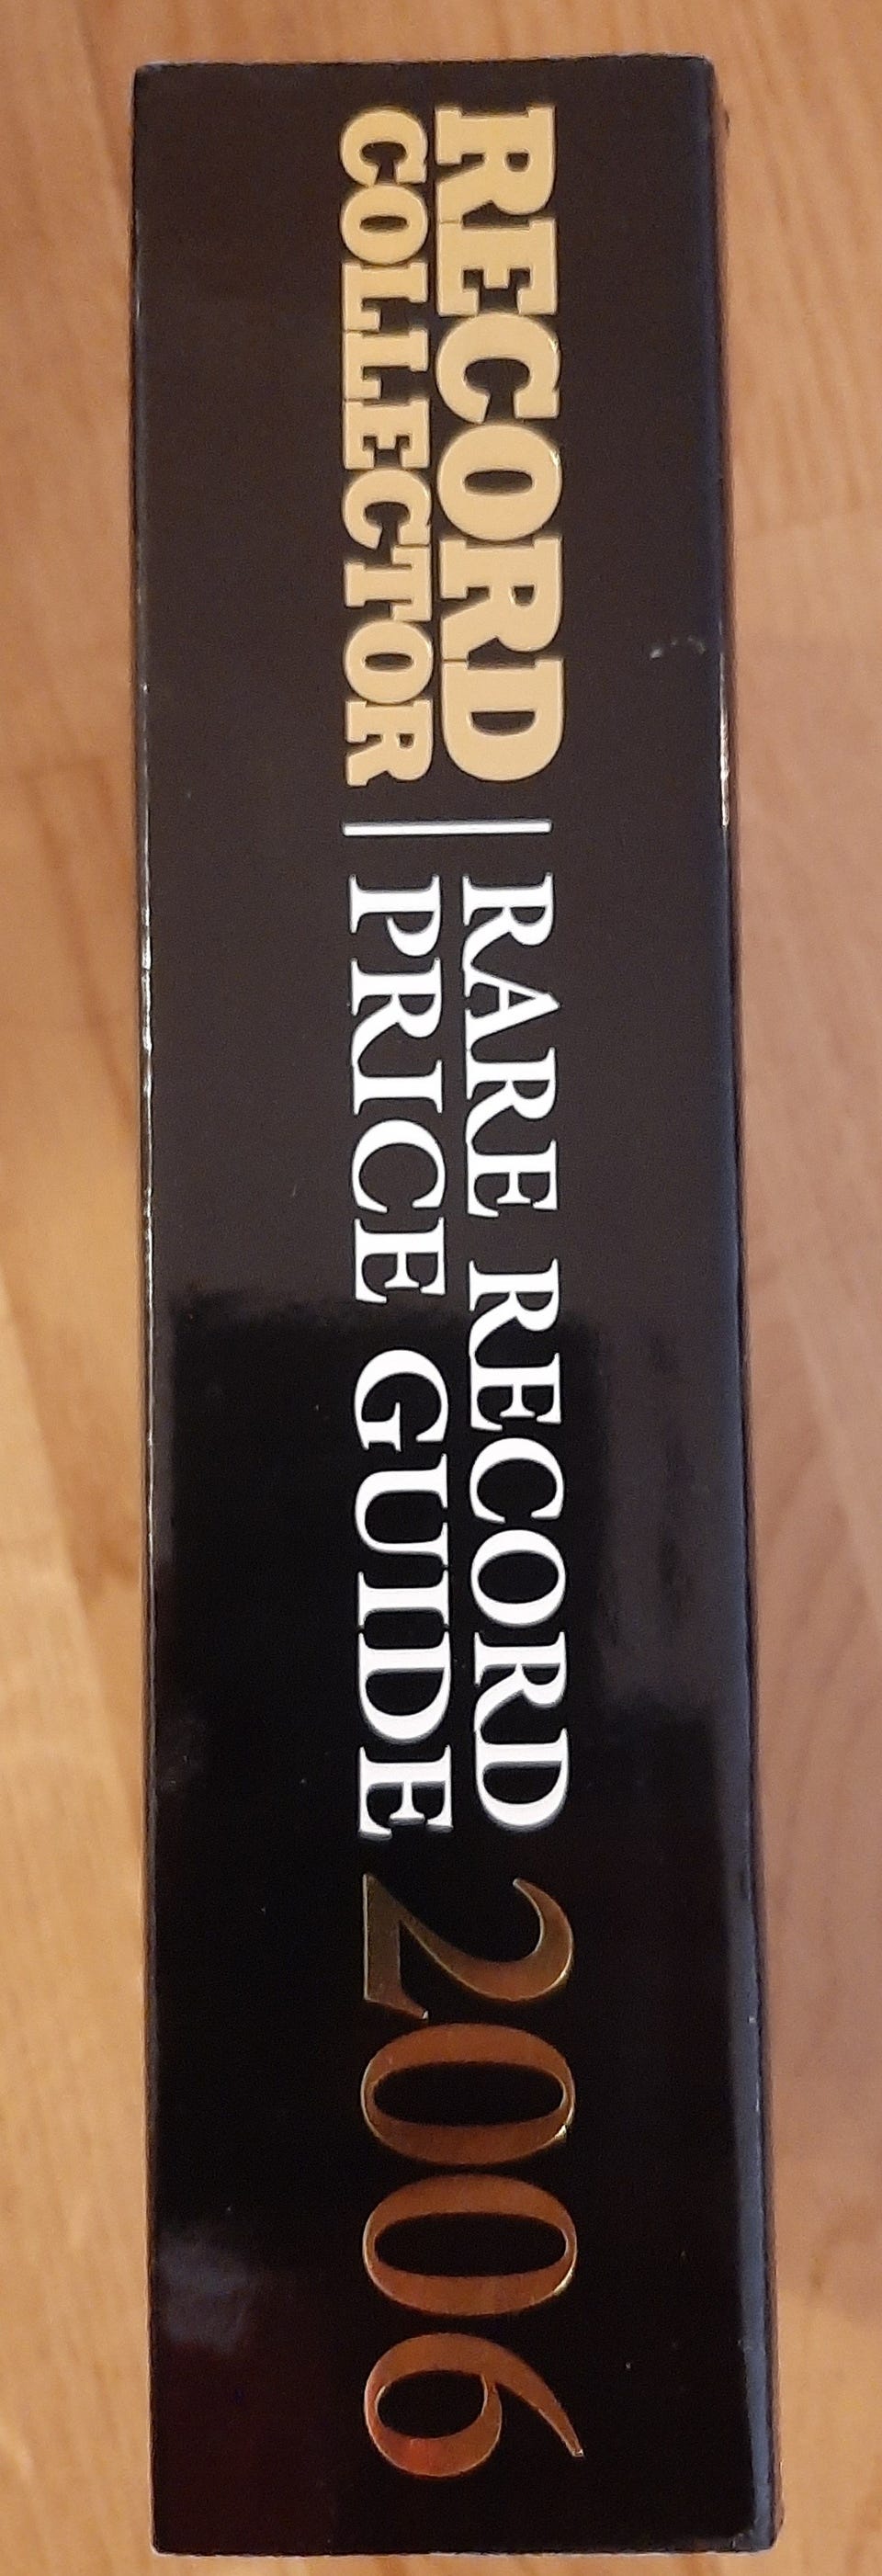 RECORD
COLLECTOR
RARE RECORD
PRICE GUIDE
2006